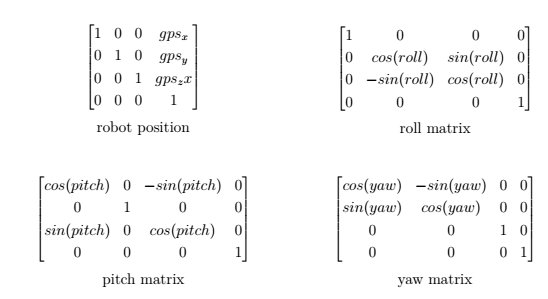 1 0 0 gps_x
0 1 0 gps_y
0 0 1 gps_zx
0 0 0 1
robot position
1 0 0 0
0 cos(roll) sin(roll) 0
0 −sin(roll) cos(roll) 0
0 0 0 1
roll matrix
cos(pitch) 0 −sin(pitch) 0
0 1 0 0
sin(pitch) 0 cos(pitch) 0
0 0 0 1
pitch matrix
cos(yaw) −sin(yaw) 0 0
sin(yaw) cos(yaw) 0 0
0 0 1 0
0 0 0 1
yaw matrix